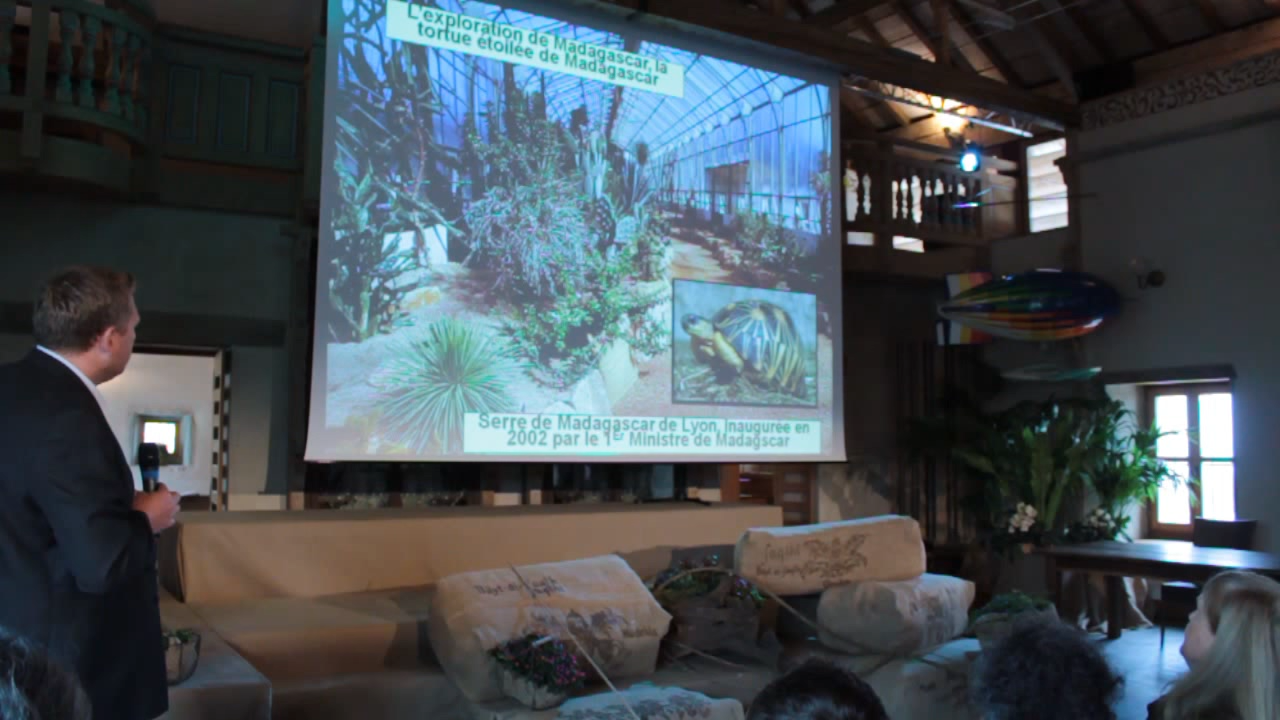 L'exploration de Madagascar, la
tortue étoilée de Madagascar
Serre de Madagascar de Lyon, inaugurée en
2002 par le 1er Ministre de Madagscar